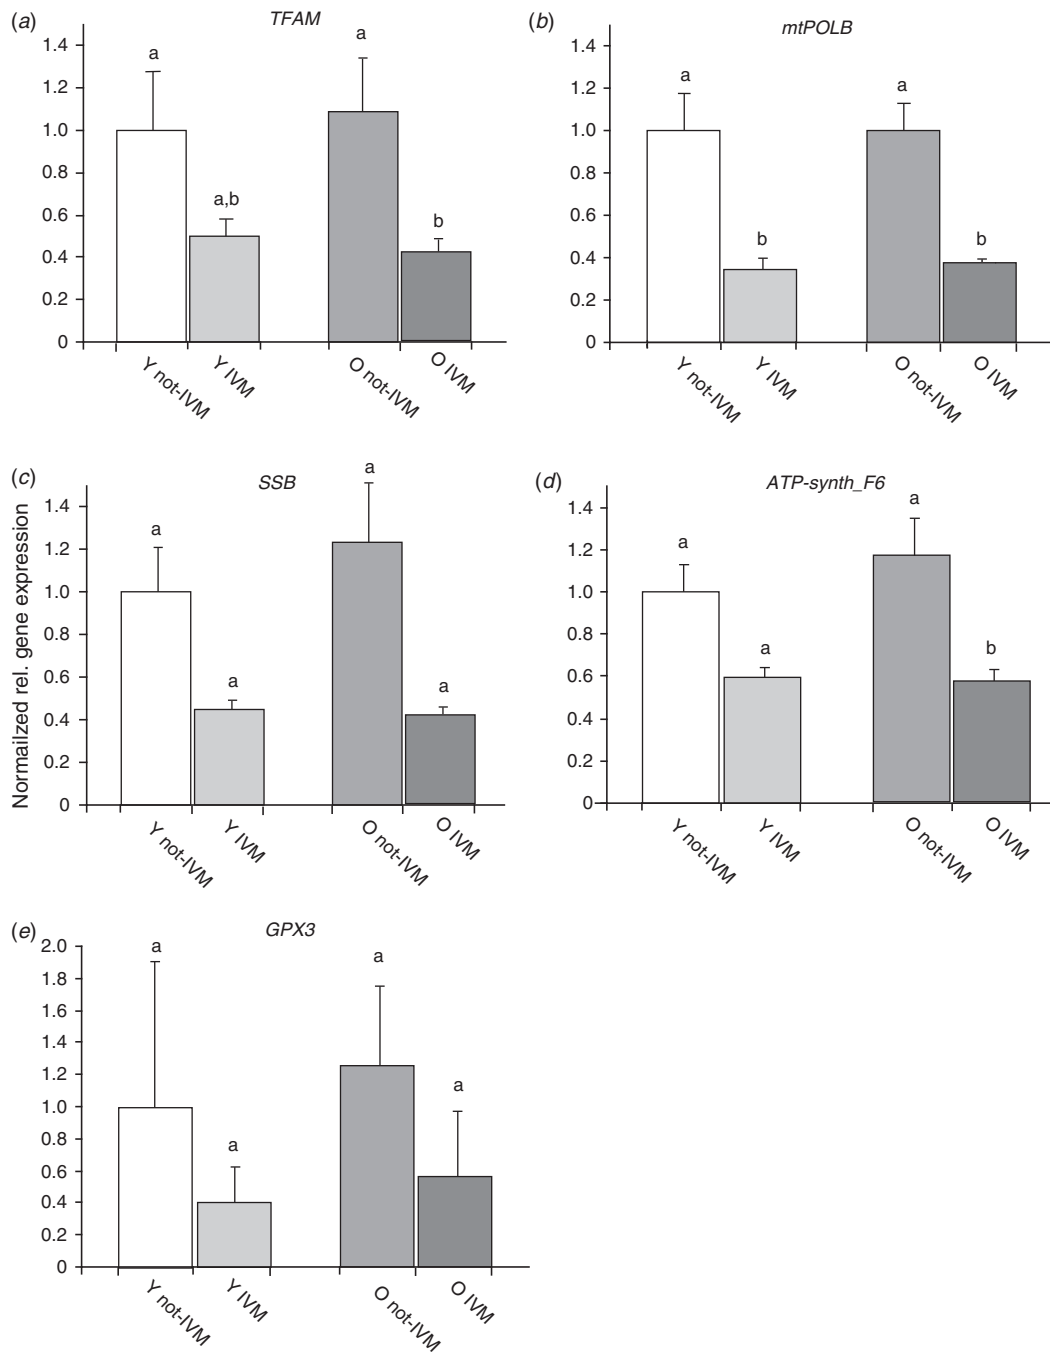 (a)
TFAM
1.4
1.2
1.0
0.8
0.6
0.4
0.2
0
a
a,b
a
b
Y not-IVM
Y IVM
O not-IVM
O IVM
(b)
mtPOLB
1.4
1.2
1.0
0.8
0.6
0.4
0.2
0
a
b
a
b
Y not-IVM
Y IVM
O not-IVM
O IVM
Normailzed rel. gene expression
(c)
SSB
1.4
1.2
1.0
0.8
0.6
0.4
0.2
0
a
a
a
a
Y not-IVM
Y IVM
O not-IVM
O IVM
(d)
ATP-synth_F6
1.4
1.2
1.0
0.8
0.6
0.4
0.2
0
a
a
a
b
Y not-IVM
Y IVM
O not-IVM
O IVM
(e)
GPX3
2.0
1.8
1.6
1.4
1.2
1.0
0.8
0.6
0.4
0.2
0
a
a
a
a
Y not-IVM
Y IVM
O not-IVM
O IVM